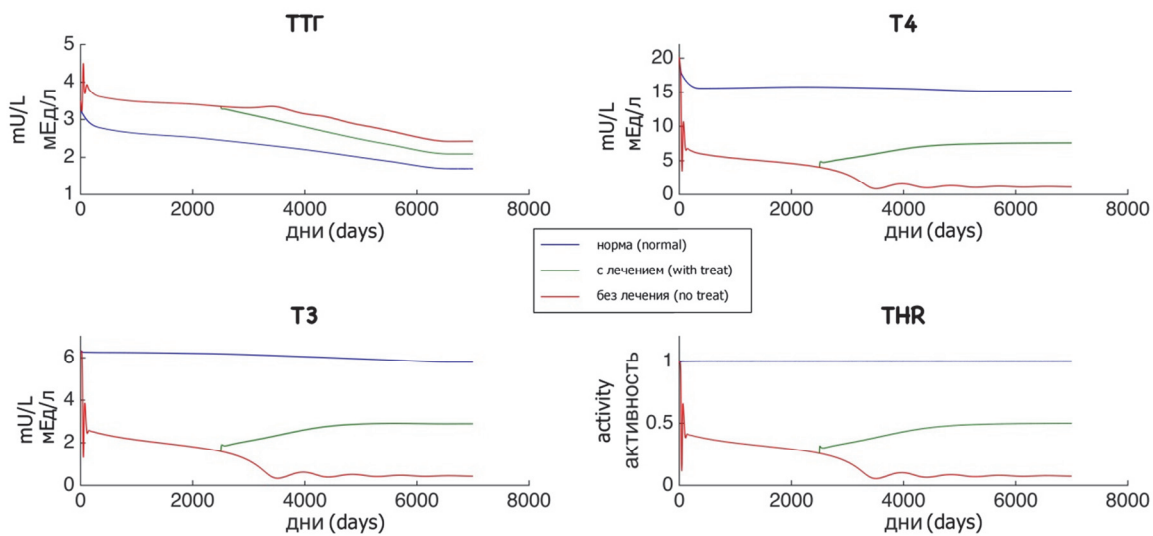 ТТГ
5
4
3
2
1
mU/L
мЕд/л
0
2000
4000
6000
8000
дни (days)
T4
20
15
10
5
0
mU/L
мЕд/л
0
2000
4000
6000
8000
дни (days)
норма (normal)
с лечением (with treat)
без лечения (no treat)
T3
6
4
2
0
mU/L
мЕд/л
0
2000
4000
6000
8000
дни (days)
THR
1
0.5
0
activity
активность
0
2000
4000
6000
8000
дни (days)